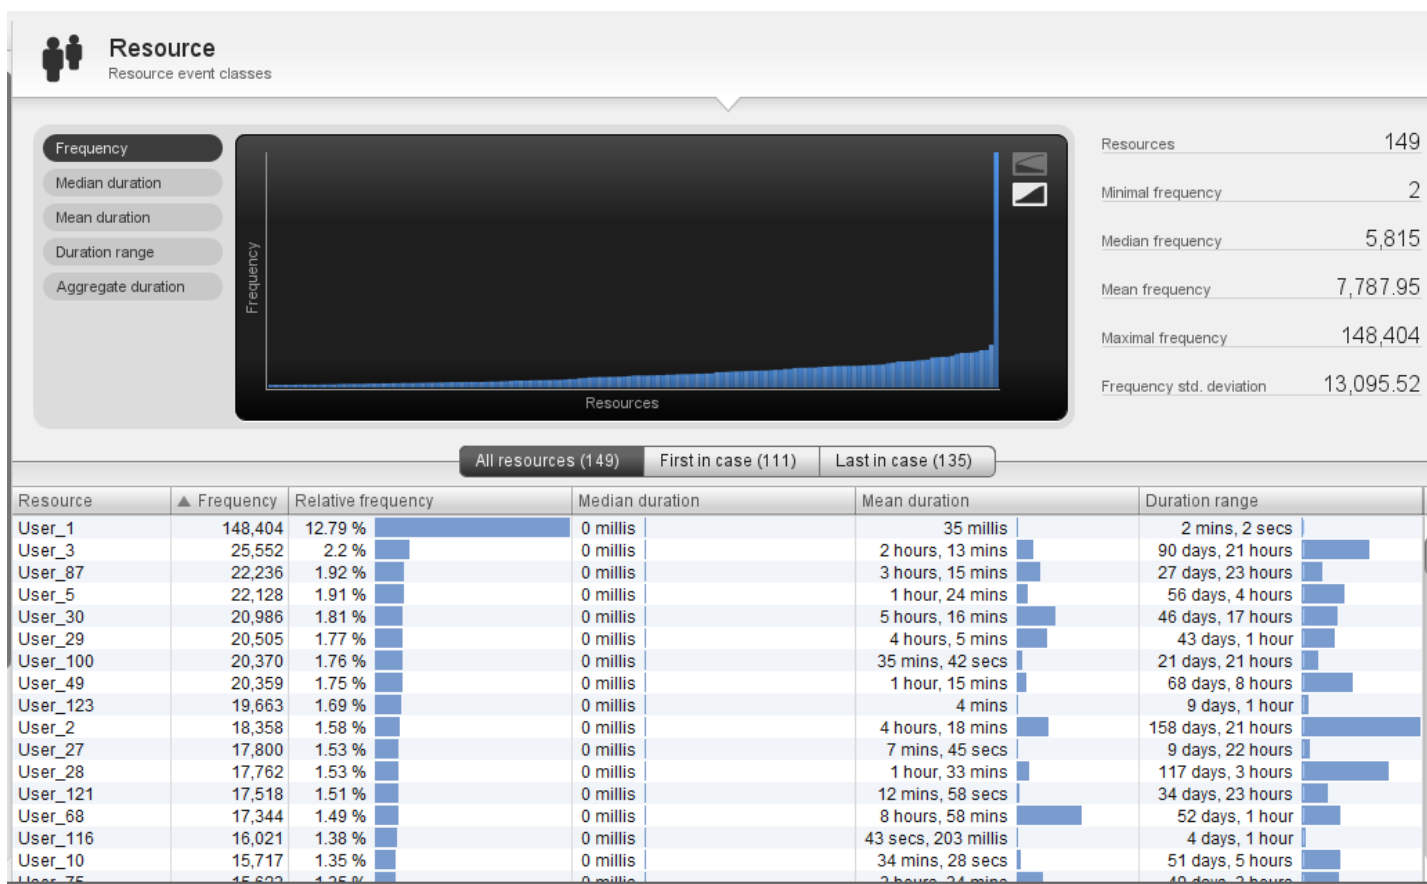 Resource
Resource event classes
Frequency
Median duration
Mean duration
Duration range
Aggregate duration
Frequency
Resources
Resources 149
Minimal frequency 2
Median frequency 5,815
Mean frequency 7,787.95
Maximal frequency 148,404
Frequency std. deviation 13,095.52
All resources (149) First in case (111) Last in case (135)
Resource Frequency Relative frequency Median duration Mean duration Duration range
User_1 148,404 12.79 % 0 millis 35 millis 2 mins, 2 secs
User_3 25,552 2.2 % 0 millis 2 hours, 13 mins 90 days, 21 hours
User_87 22,236 1.92 % 0 millis 3 hours, 15 mins 27 days, 23 hours
User_5 22,128 1.91 % 0 millis 1 hour, 24 mins 56 days, 4 hours
User_30 20,986 1.81 % 0 millis 5 hours, 16 mins 46 days, 17 hours
User_29 20,505 1.77 % 0 millis 4 hours, 5 mins 43 days, 1 hour
User_100 20,370 1.76 % 0 millis 35 mins, 42 secs 21 days, 21 hours
User_49 20,359 1.75 % 0 millis 1 hour, 15 mins 68 days, 8 hours
User_123 19,663 1.69 % 0 millis 4 mins 9 days, 1 hour
User_2 18,358 1.58 % 0 millis 4 hours, 18 mins 158 days, 21 hours
User_27 17,800 1.53 % 0 millis 7 mins, 45 secs 9 days, 22 hours
User_28 17,762 1.53 % 0 millis 1 hour, 33 mins 117 days, 3 hours
User_121 17,518 1.51 % 0 millis 12 mins, 58 secs 34 days, 23 hours
User_68 17,344 1.49 % 0 millis 8 hours, 58 mins 52 days, 1 hour
User_116 16,021 1.38 % 0 millis 43 secs, 203 millis 4 days, 1 hour
User_10 15,717 1.35 % 0 millis 34 mins, 28 secs 51 days, 5 hours